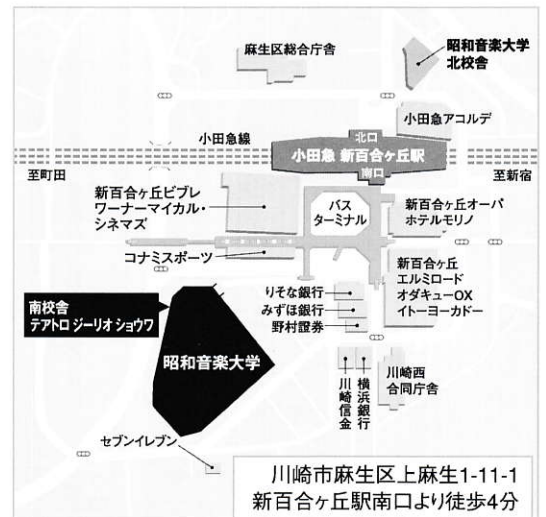 麻生区総合庁舎
昭和音楽大学
北校舎
小田急アコルデ
小田急線
北口
小田急 新百合ヶ丘駅
南口
至町田
至新宿
新百合ヶ丘ビブレ
ワーナーマイカル・
シネマズ
バス
ターミナル
新百合ヶ丘オーパ
ホテルモリノ
コナミスポーツ
新百合ヶ丘
エルミロード
オダキューOX
イトーヨーカドー
りそな銀行
みずほ銀行
野村證券
南校舎
テアトロ ジーリオ ショウワ
昭和音楽大学
川崎信金
横浜銀行
川崎西
合同庁舎
セブンイレブン
川崎市麻生区上麻生1-11-1
新百合ヶ丘駅南口より徒歩4分